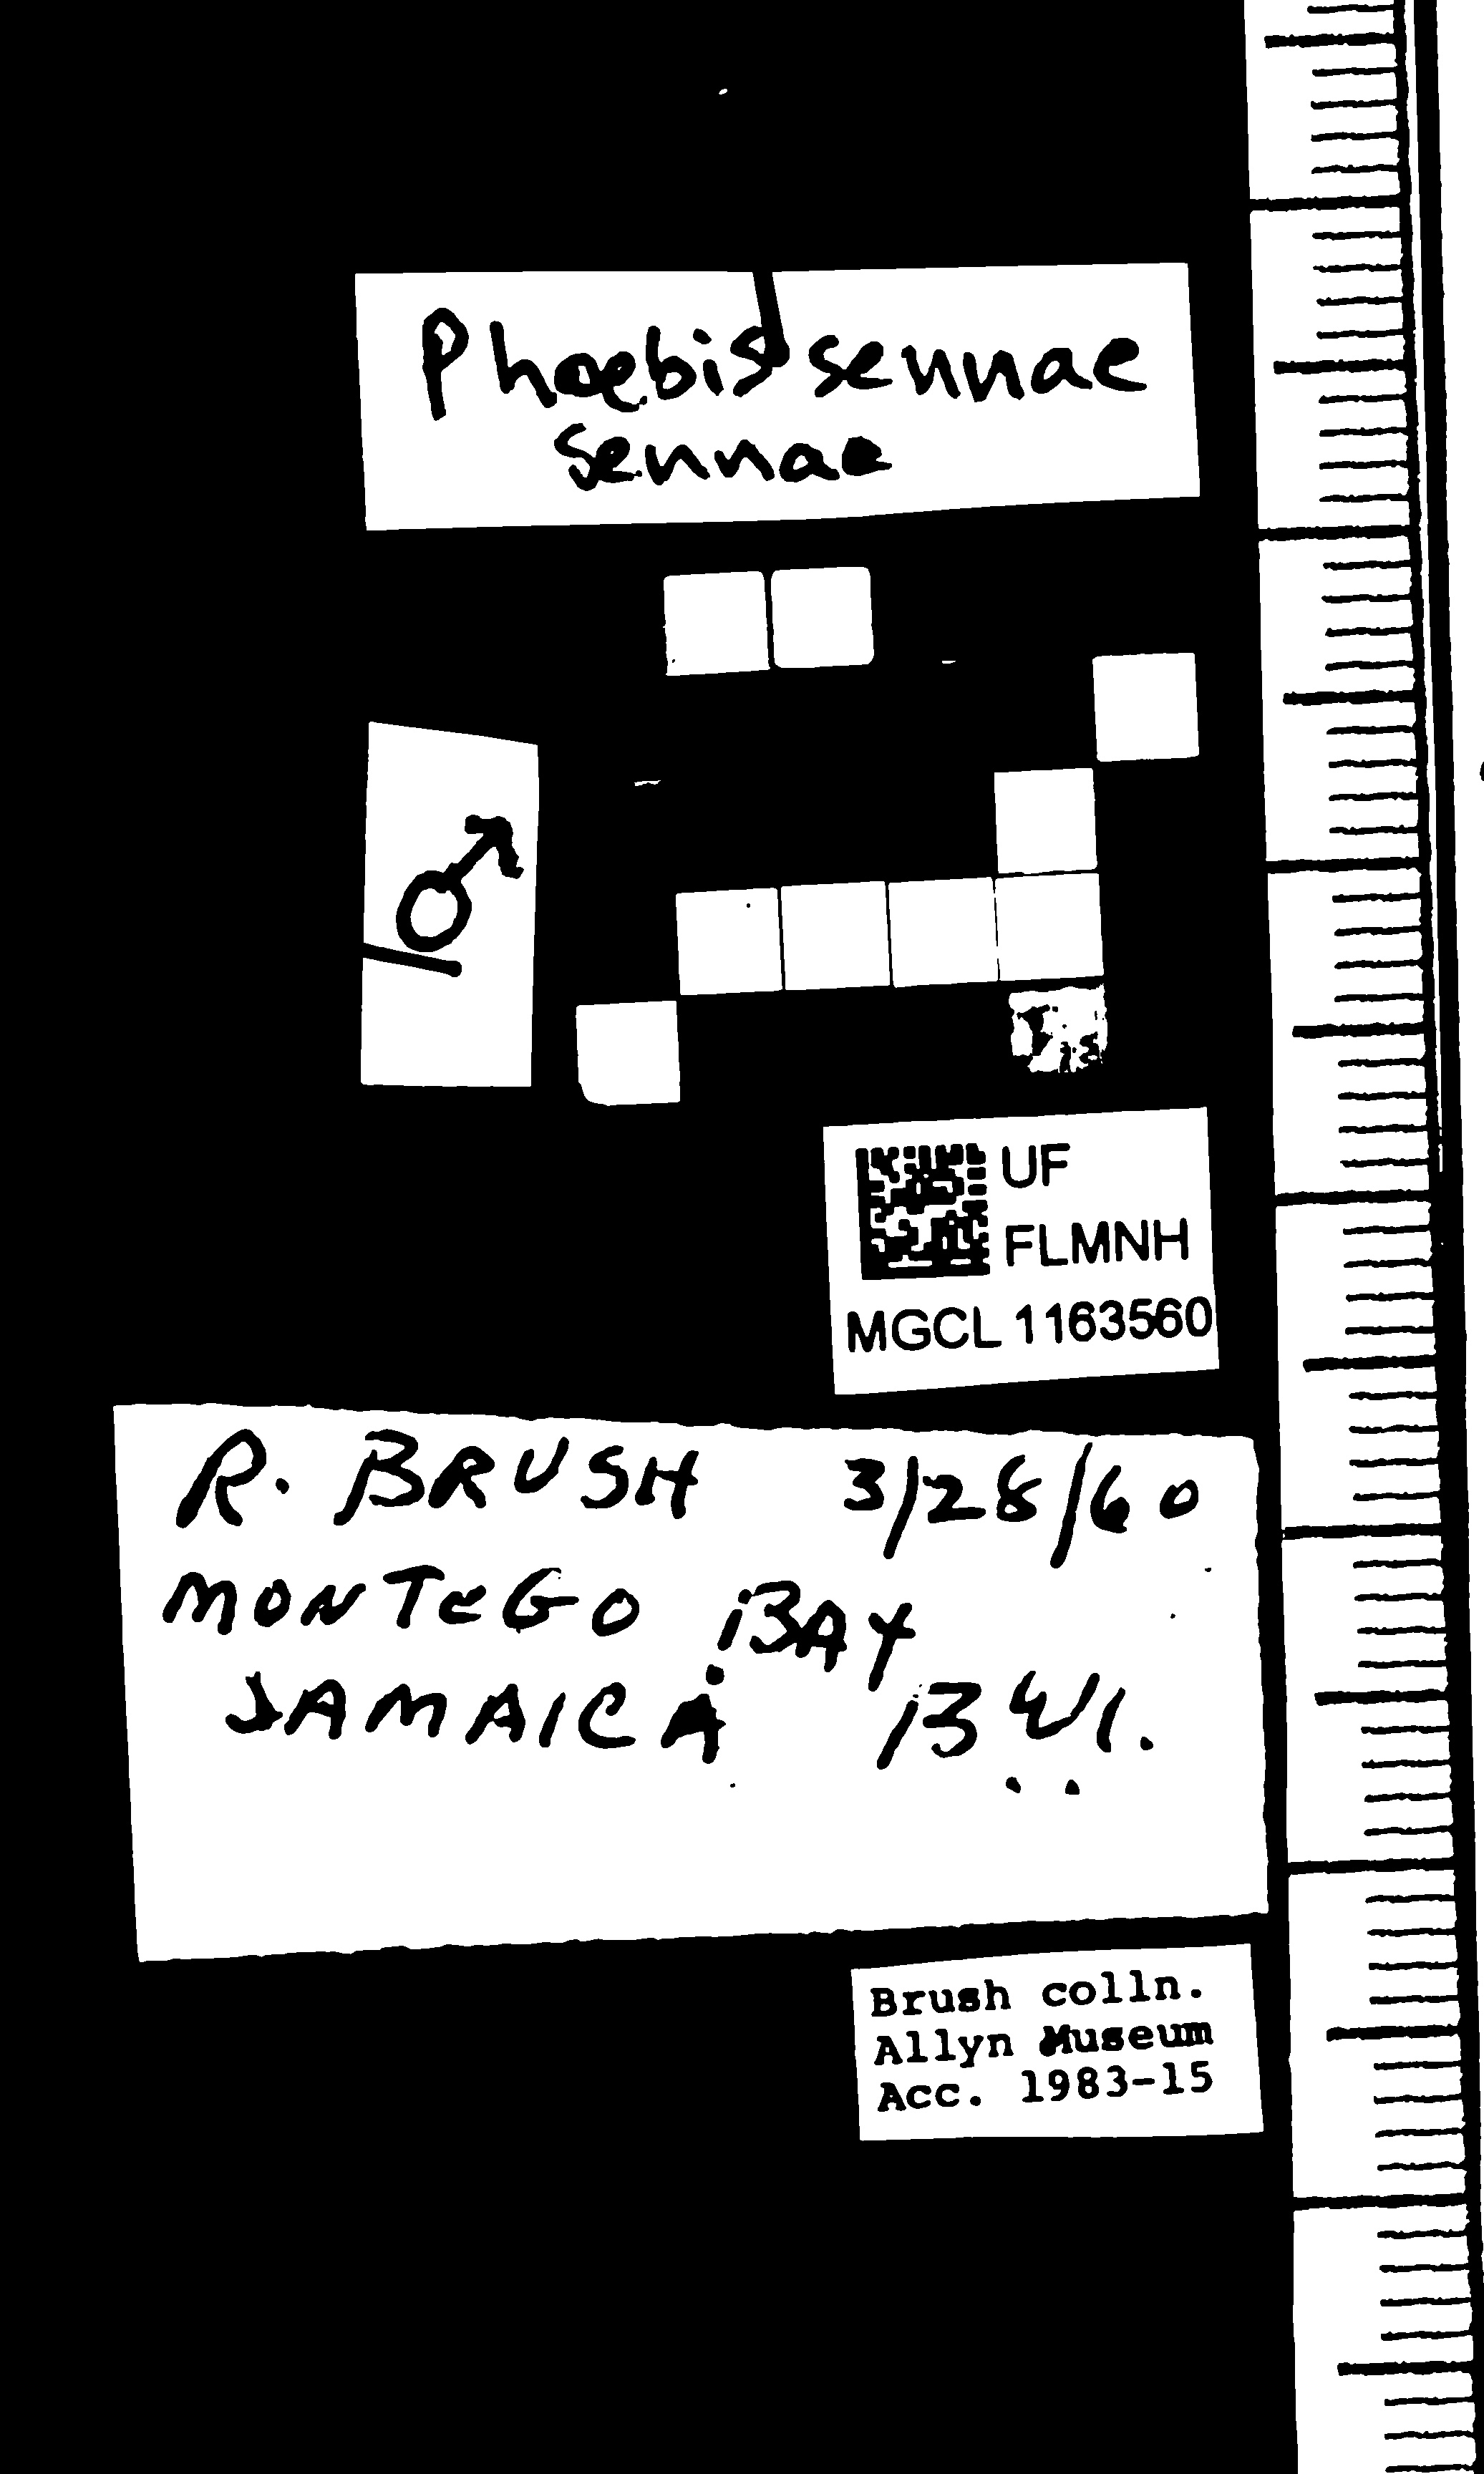 Phoebis sennae
sennae
♂
UF
FLMNH
MGCL 1163560
R. BRUSH 3/28/60
MONTEGO BAY
JAMAICA
Brush colln.
Allyn Museum
Acc. 1983-15